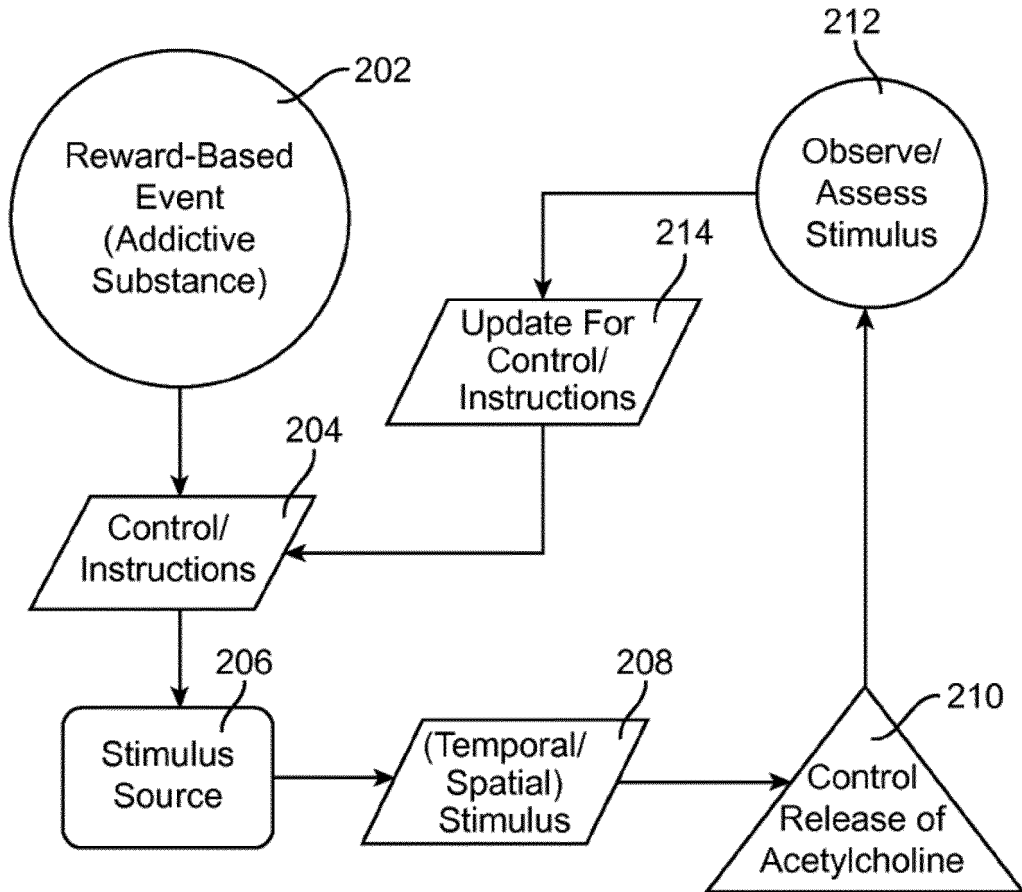 202
Reward-Based
Event
(Addictive
Substance)
212
Observe/
Assess
Stimulus
214
Update For
Control/
Instructions
204
Control/
Instructions
206
Stimulus
Source
208
(Temporal/
Spatial)
Stimulus
210
Control
Release of
Acetylcholine